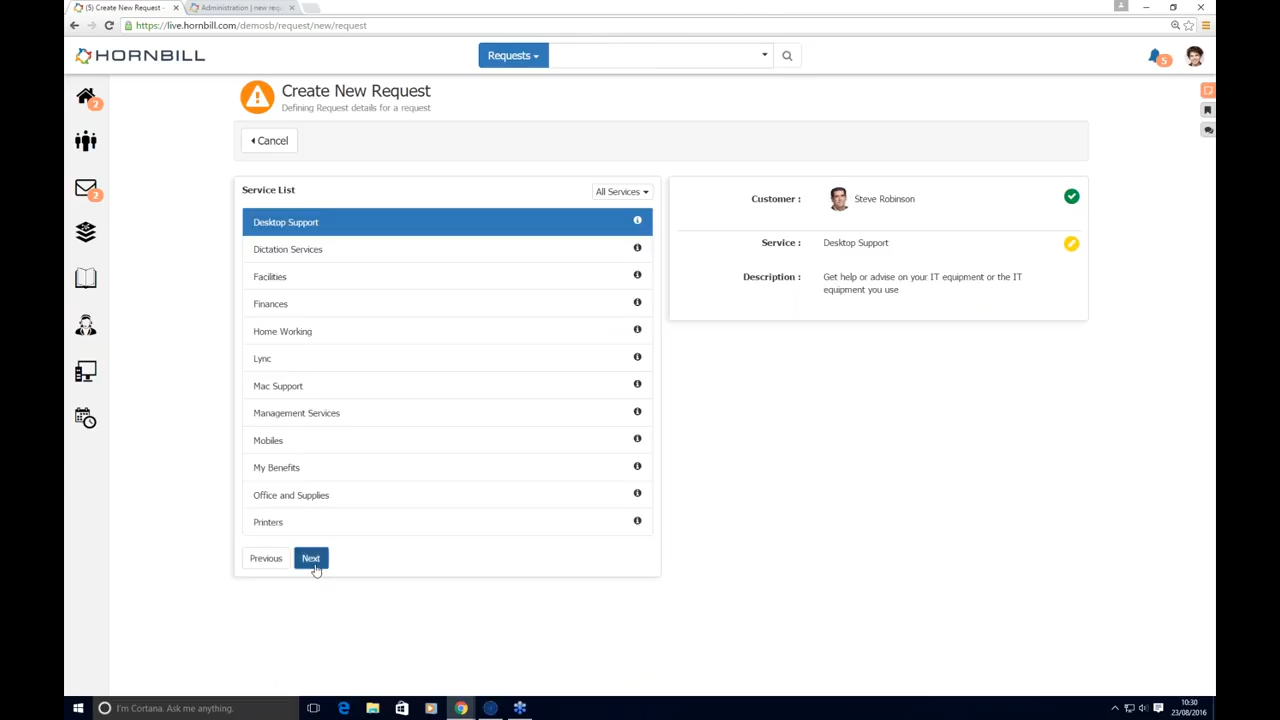 (5) Create New Request -
Administration | new requ
https://live.hornbill.com/demosb/request/new/request
HORNBILL
Requests
5
2
2
Create New Request
Defining Request details for a request
Cancel
Service List
All Services
Desktop Support
Dictation Services
Facilities
Finances
Home Working
Lync
Mac Support
Management Services
Mobiles
My Benefits
Office and Supplies
Printers
Previous
Next
Customer :
Steve Robinson
Service :
Desktop Support
Description :
Get help or advise on your IT equipment or the IT
equipment you use
I'm Cortana. Ask me anything.
10:30
23/08/2016